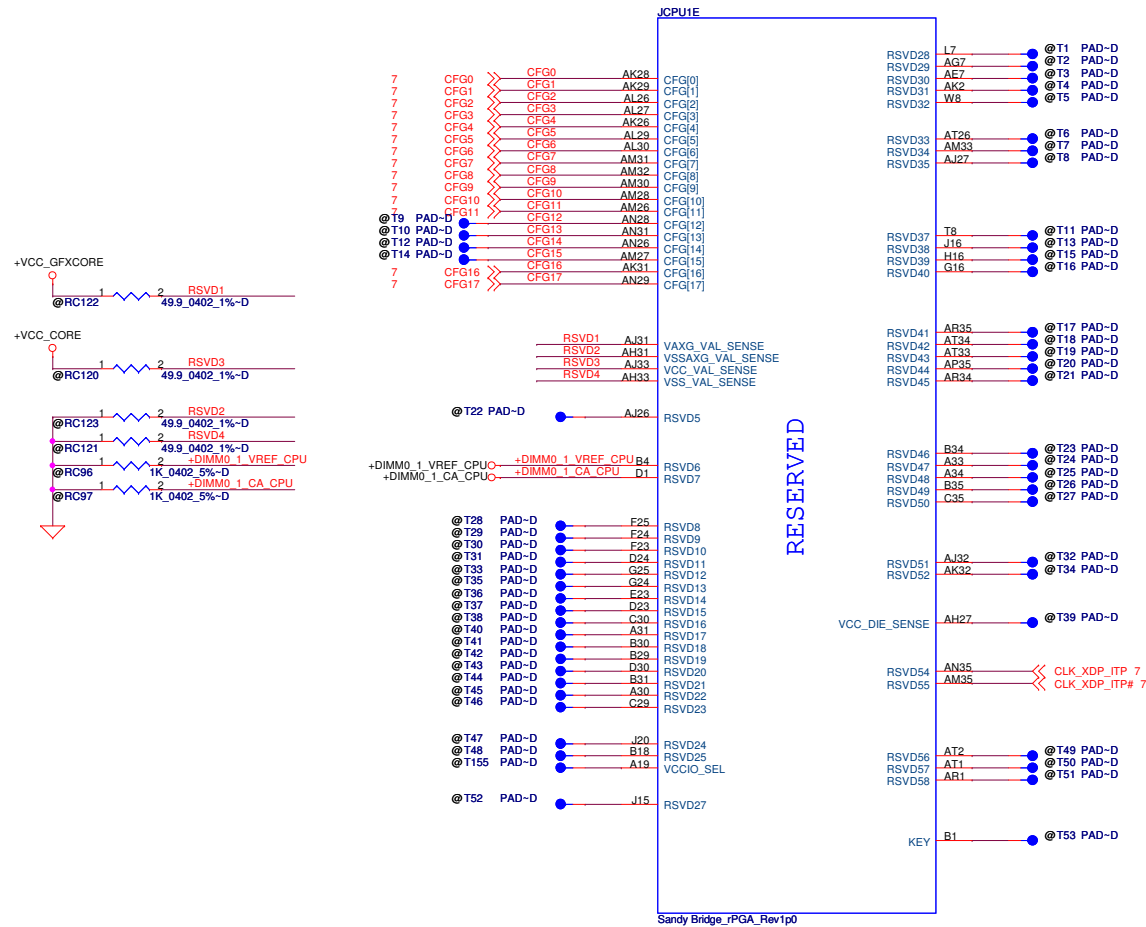 JCPU1E
7 CFG0 CFG0 AK28 CFG[0]
7 CFG1 CFG1 AK29 CFG[1]
7 CFG2 CFG2 AL26 CFG[2]
7 CFG3 CFG3 AL27 CFG[3]
7 CFG4 CFG4 AK26 CFG[4]
7 CFG5 CFG5 AL29 CFG[5]
7 CFG6 CFG6 AL30 CFG[6]
7 CFG7 CFG7 AM31 CFG[7]
7 CFG8 CFG8 AM32 CFG[8]
7 CFG9 CFG9 AM30 CFG[9]
7 CFG10 CFG10 AM28 CFG[10]
7 CFG11 CFG11 AM26 CFG[11]
@T9 PAD~D CFG12 AN28 CFG[12]
@T10 PAD~D CFG13 AN31 CFG[13]
@T12 PAD~D CFG14 AN26 CFG[14]
@T14 PAD~D CFG15 AM27 CFG[15]
7 CFG16 CFG16 AK31 CFG[16]
7 CFG17 CFG17 AN29 CFG[17]
+VCC_GFXCORE
1 2 RSVD1
@RC122 49.9_0402_1%~D
+VCC_CORE
1 2 RSVD3
@RC120 49.9_0402_1%~D
1 2 RSVD2
@RC123 49.9_0402_1%~D
1 2 RSVD4
@RC121 49.9_0402_1%~D
1 2 +DIMM0_1_VREF_CPU
@RC96 1K_0402_5%~D
1 2 +DIMM0_1_CA_CPU
@RC97 1K_0402_5%~D
RSVD1 AJ31 VAXG_VAL_SENSE
RSVD2 AH31 VSSAXG_VAL_SENSE
RSVD3 AJ33 VCC_VAL_SENSE
RSVD4 AH33 VSS_VAL_SENSE
@T22 PAD~D AJ26 RSVD5
+DIMM0_1_VREF_CPU +DIMM0_1_VREF_CPU B4 RSVD6
+DIMM0_1_CA_CPU +DIMM0_1_CA_CPU D1 RSVD7
@T28 PAD~D F25 RSVD8
@T29 PAD~D F24 RSVD9
@T30 PAD~D F23 RSVD10
@T31 PAD~D D24 RSVD11
@T33 PAD~D G25 RSVD12
@T35 PAD~D G24 RSVD13
@T36 PAD~D E23 RSVD14
@T37 PAD~D D23 RSVD15
@T38 PAD~D C30 RSVD16
@T40 PAD~D A31 RSVD17
@T41 PAD~D B30 RSVD18
@T42 PAD~D B29 RSVD19
@T43 PAD~D D30 RSVD20
@T44 PAD~D B31 RSVD21
@T45 PAD~D A30 RSVD22
@T46 PAD~D C29 RSVD23
@T47 PAD~D J20 RSVD24
@T48 PAD~D B18 RSVD25
@T155 PAD~D A19 VCCIO_SEL
@T52 PAD~D J15 RSVD27
RESERVED
RSVD28 L7 @T1 PAD~D
RSVD29 AG7 @T2 PAD~D
RSVD30 AE7 @T3 PAD~D
RSVD31 AK2 @T4 PAD~D
RSVD32 W8 @T5 PAD~D
RSVD33 AT26 @T6 PAD~D
RSVD34 AM33 @T7 PAD~D
RSVD35 AJ27 @T8 PAD~D
RSVD37 T8 @T11 PAD~D
RSVD38 J16 @T13 PAD~D
RSVD39 H16 @T15 PAD~D
RSVD40 G16 @T16 PAD~D
RSVD41 AR35 @T17 PAD~D
RSVD42 AT34 @T18 PAD~D
RSVD43 AT33 @T19 PAD~D
RSVD44 AP35 @T20 PAD~D
RSVD45 AR34 @T21 PAD~D
RSVD46 B34 @T23 PAD~D
RSVD47 A33 @T24 PAD~D
RSVD48 A34 @T25 PAD~D
RSVD49 B35 @T26 PAD~D
RSVD50 C35 @T27 PAD~D
RSVD51 AJ32 @T32 PAD~D
RSVD52 AK32 @T34 PAD~D
VCC_DIE_SENSE AH27 @T39 PAD~D
RSVD54 AN35 CLK_XDP_ITP 7
RSVD55 AM35 CLK_XDP_ITP# 7
RSVD56 AT2 @T49 PAD~D
RSVD57 AT1 @T50 PAD~D
RSVD58 AR1 @T51 PAD~D
KEY B1 @T53 PAD~D
Sandy Bridge_rPGA_Rev1p0